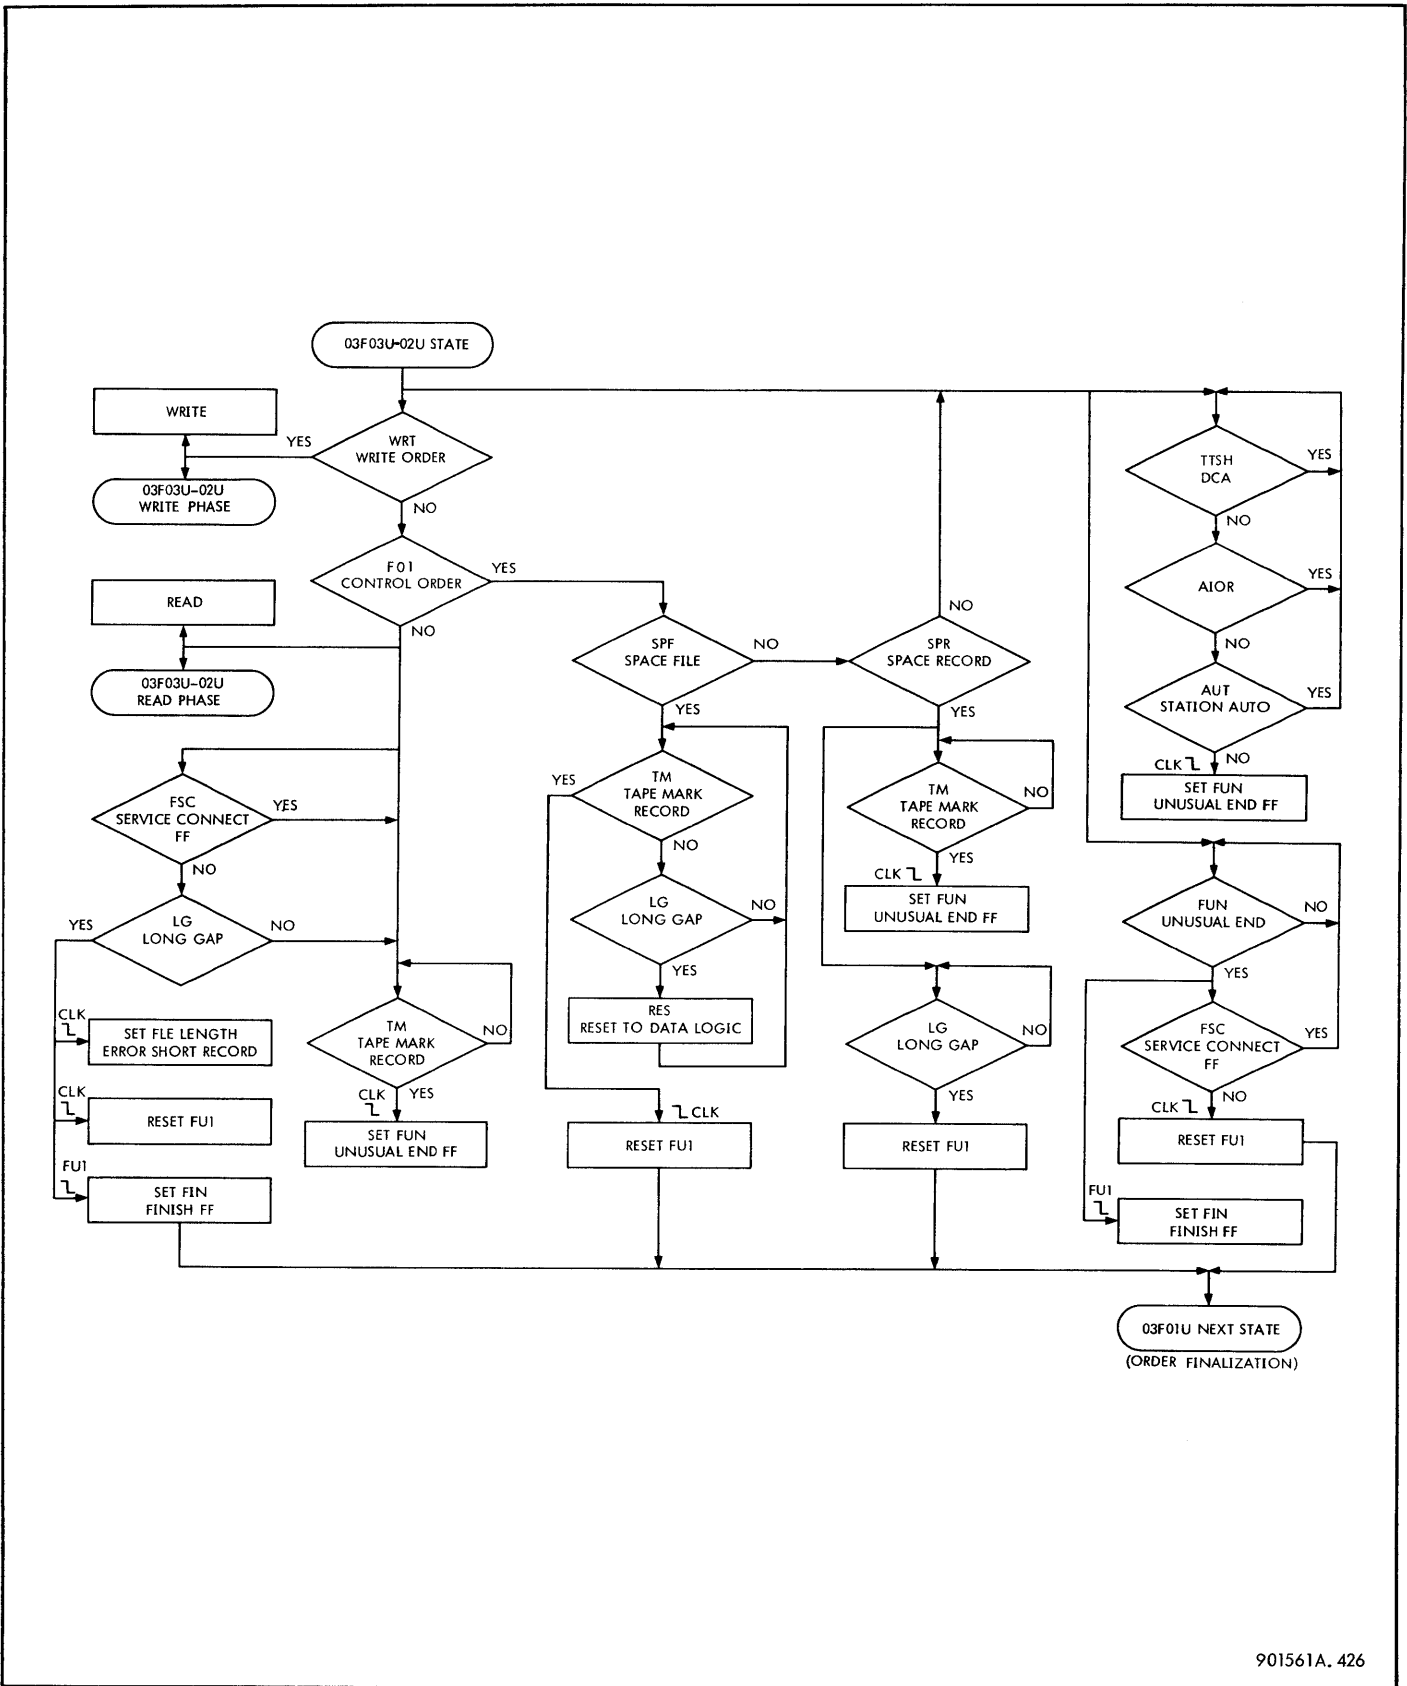 03F03U-02U STATE
WRITE
YES
WRT
WRITE ORDER
03F03U-02U
WRITE PHASE
NO
F01
CONTROL ORDER
YES
READ
NO
03F03U-02U
READ PHASE
SPF
SPACE FILE
NO
YES
NO
SPR
SPACE RECORD
YES
TTSH
DCA
YES
NO
AIOR
YES
NO
AUT
STATION AUTO
YES
CLK
NO
SET FUN
UNUSUAL END FF
FSC
SERVICE CONNECT
FF
YES
NO
LG
LONG GAP
YES
NO
CLK
SET FLE LENGTH
ERROR SHORT RECORD
CLK
RESET FU1
FU1
SET FIN
FINISH FF
TM
TAPE MARK
RECORD
NO
CLK
YES
SET FUN
UNUSUAL END FF
YES
TM
TAPE MARK
RECORD
NO
LG
LONG GAP
NO
YES
RES
RESET TO DATA LOGIC
CLK
RESET FU1
TM
TAPE MARK
RECORD
NO
YES
CLK
SET FUN
UNUSUAL END FF
LG
LONG GAP
NO
YES
RESET FU1
FUN
UNUSUAL END
NO
YES
FSC
SERVICE CONNECT
FF
YES
CLK
NO
RESET FU1
FU1
SET FIN
FINISH FF
03F01U NEXT STATE
(ORDER FINALIZATION)
901561A. 426